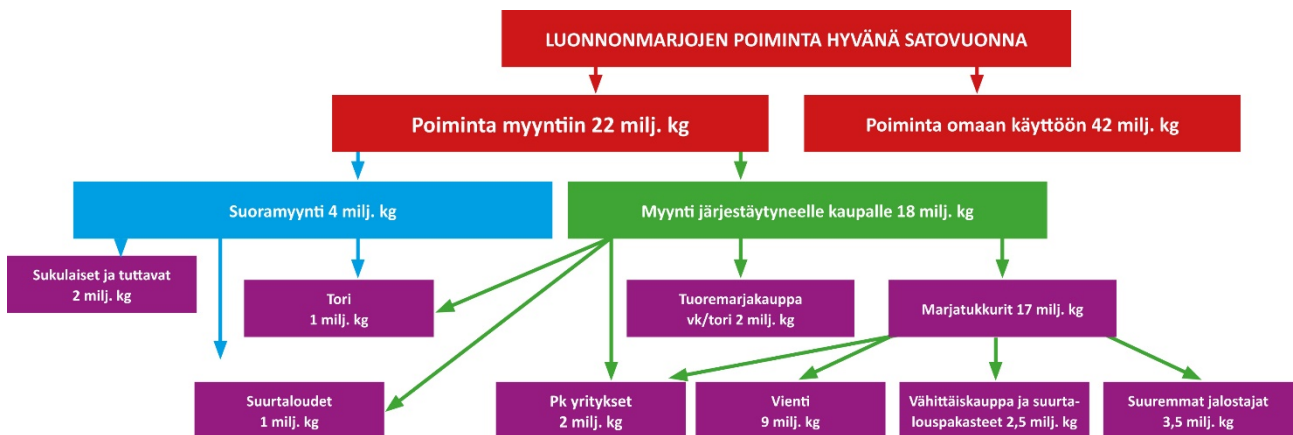 LUONNONMARJOJEN POIMINTA HYVÄNÄ SATOVUONNA
Poiminta myyntiin 22 milj. kg
Poiminta omaan käyttöön 42 milj. kg
Suoramyynti 4 milj. kg
Myynti järjestäytyneelle kaupalle 18 milj. kg
Sukulaiset ja tuttavat
2 milj. kg
Tori
1 milj. kg
Tuoremarjakauppa
vk/tori 2 milj. kg
Marjatukkurit 17 milj. kg
Suurtaloudet
1 milj. kg
Pk yritykset
2 milj. kg
Vienti
9 milj. kg
Vähittäiskauppa ja suurta-
louspakasteet 2,5 milj. kg
Suuremmat jalostajat
3,5 milj. kg